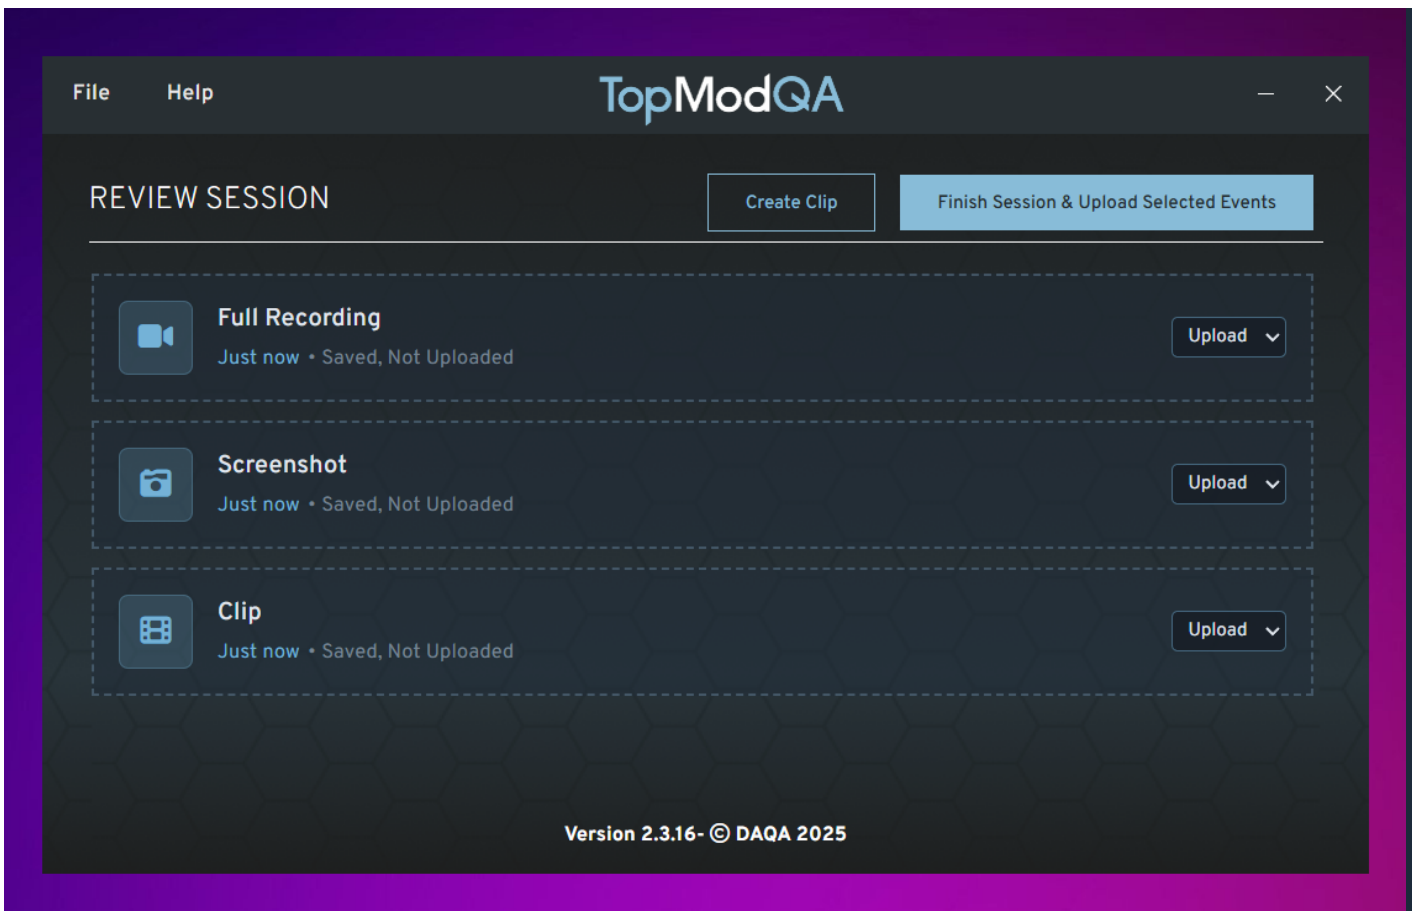 File Help TopModQA
REVIEW SESSION Create Clip Finish Session & Upload Selected Events
Full Recording
Just now • Saved, Not Uploaded
Upload
Screenshot
Just now • Saved, Not Uploaded
Upload
Clip
Just now • Saved, Not Uploaded
Upload
Version 2.3.16- © DAQA 2025